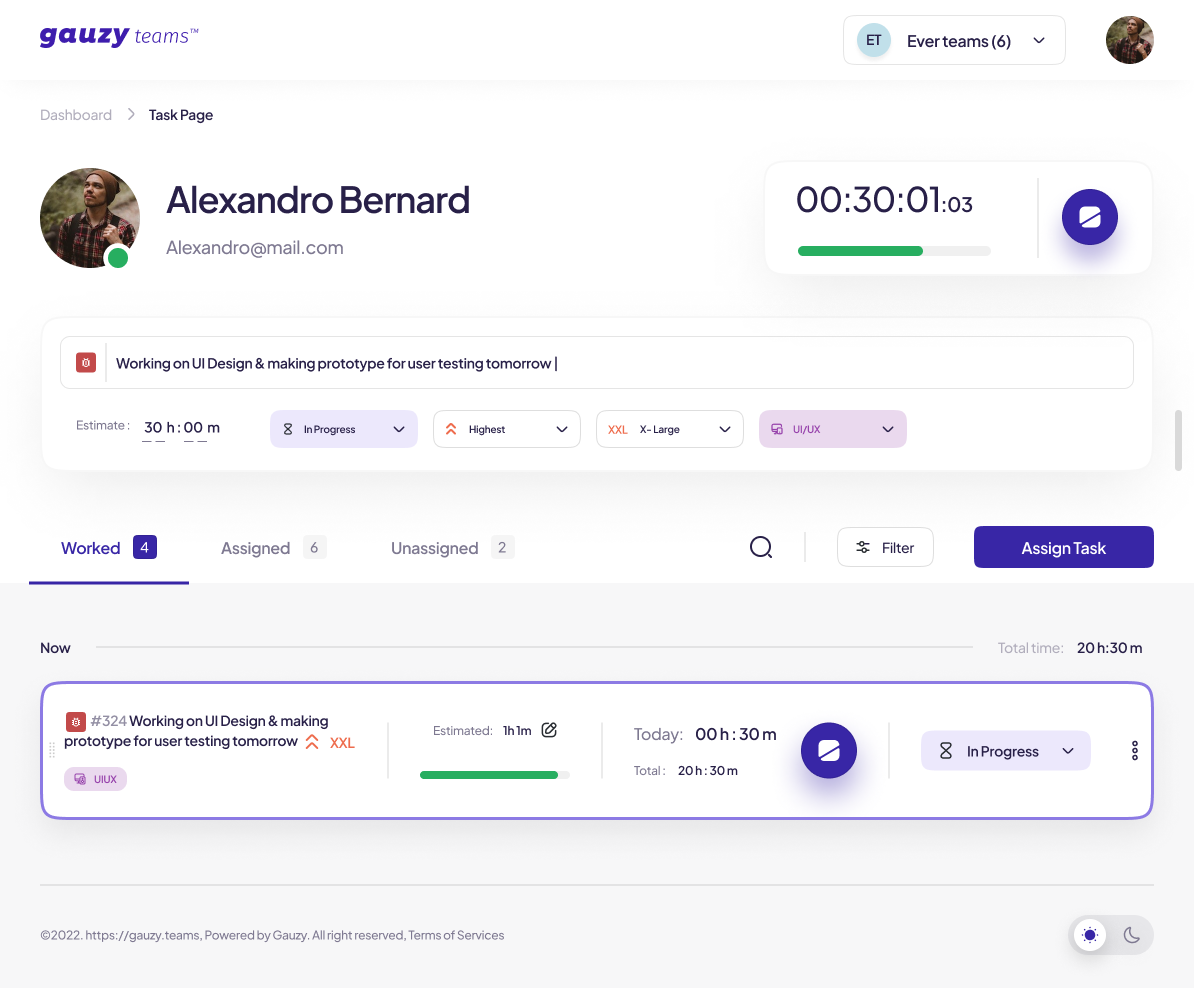 gauzy teams™
ET Ever teams (6)
Dashboard Task Page
Alexandro Bernard
Alexandro@mail.com
00:30:01:03
Working on UI Design & making prototype for user testing tomorrow |
Estimate : 30 h : 00 m In Progress Highest XXL X- Large UI/UX
Worked 4 Assigned 6 Unassigned 2 Filter Assign Task
Now Total time: 20 h:30 m
#324 Working on UI Design & making
prototype for user testing tomorrow XXL
UIUX
Estimated: 1h 1m
Today: 00 h : 30 m
Total : 20 h : 30 m
In Progress
©2022. https://gauzy.teams, Powered by Gauzy. All right reserved, Terms of Services